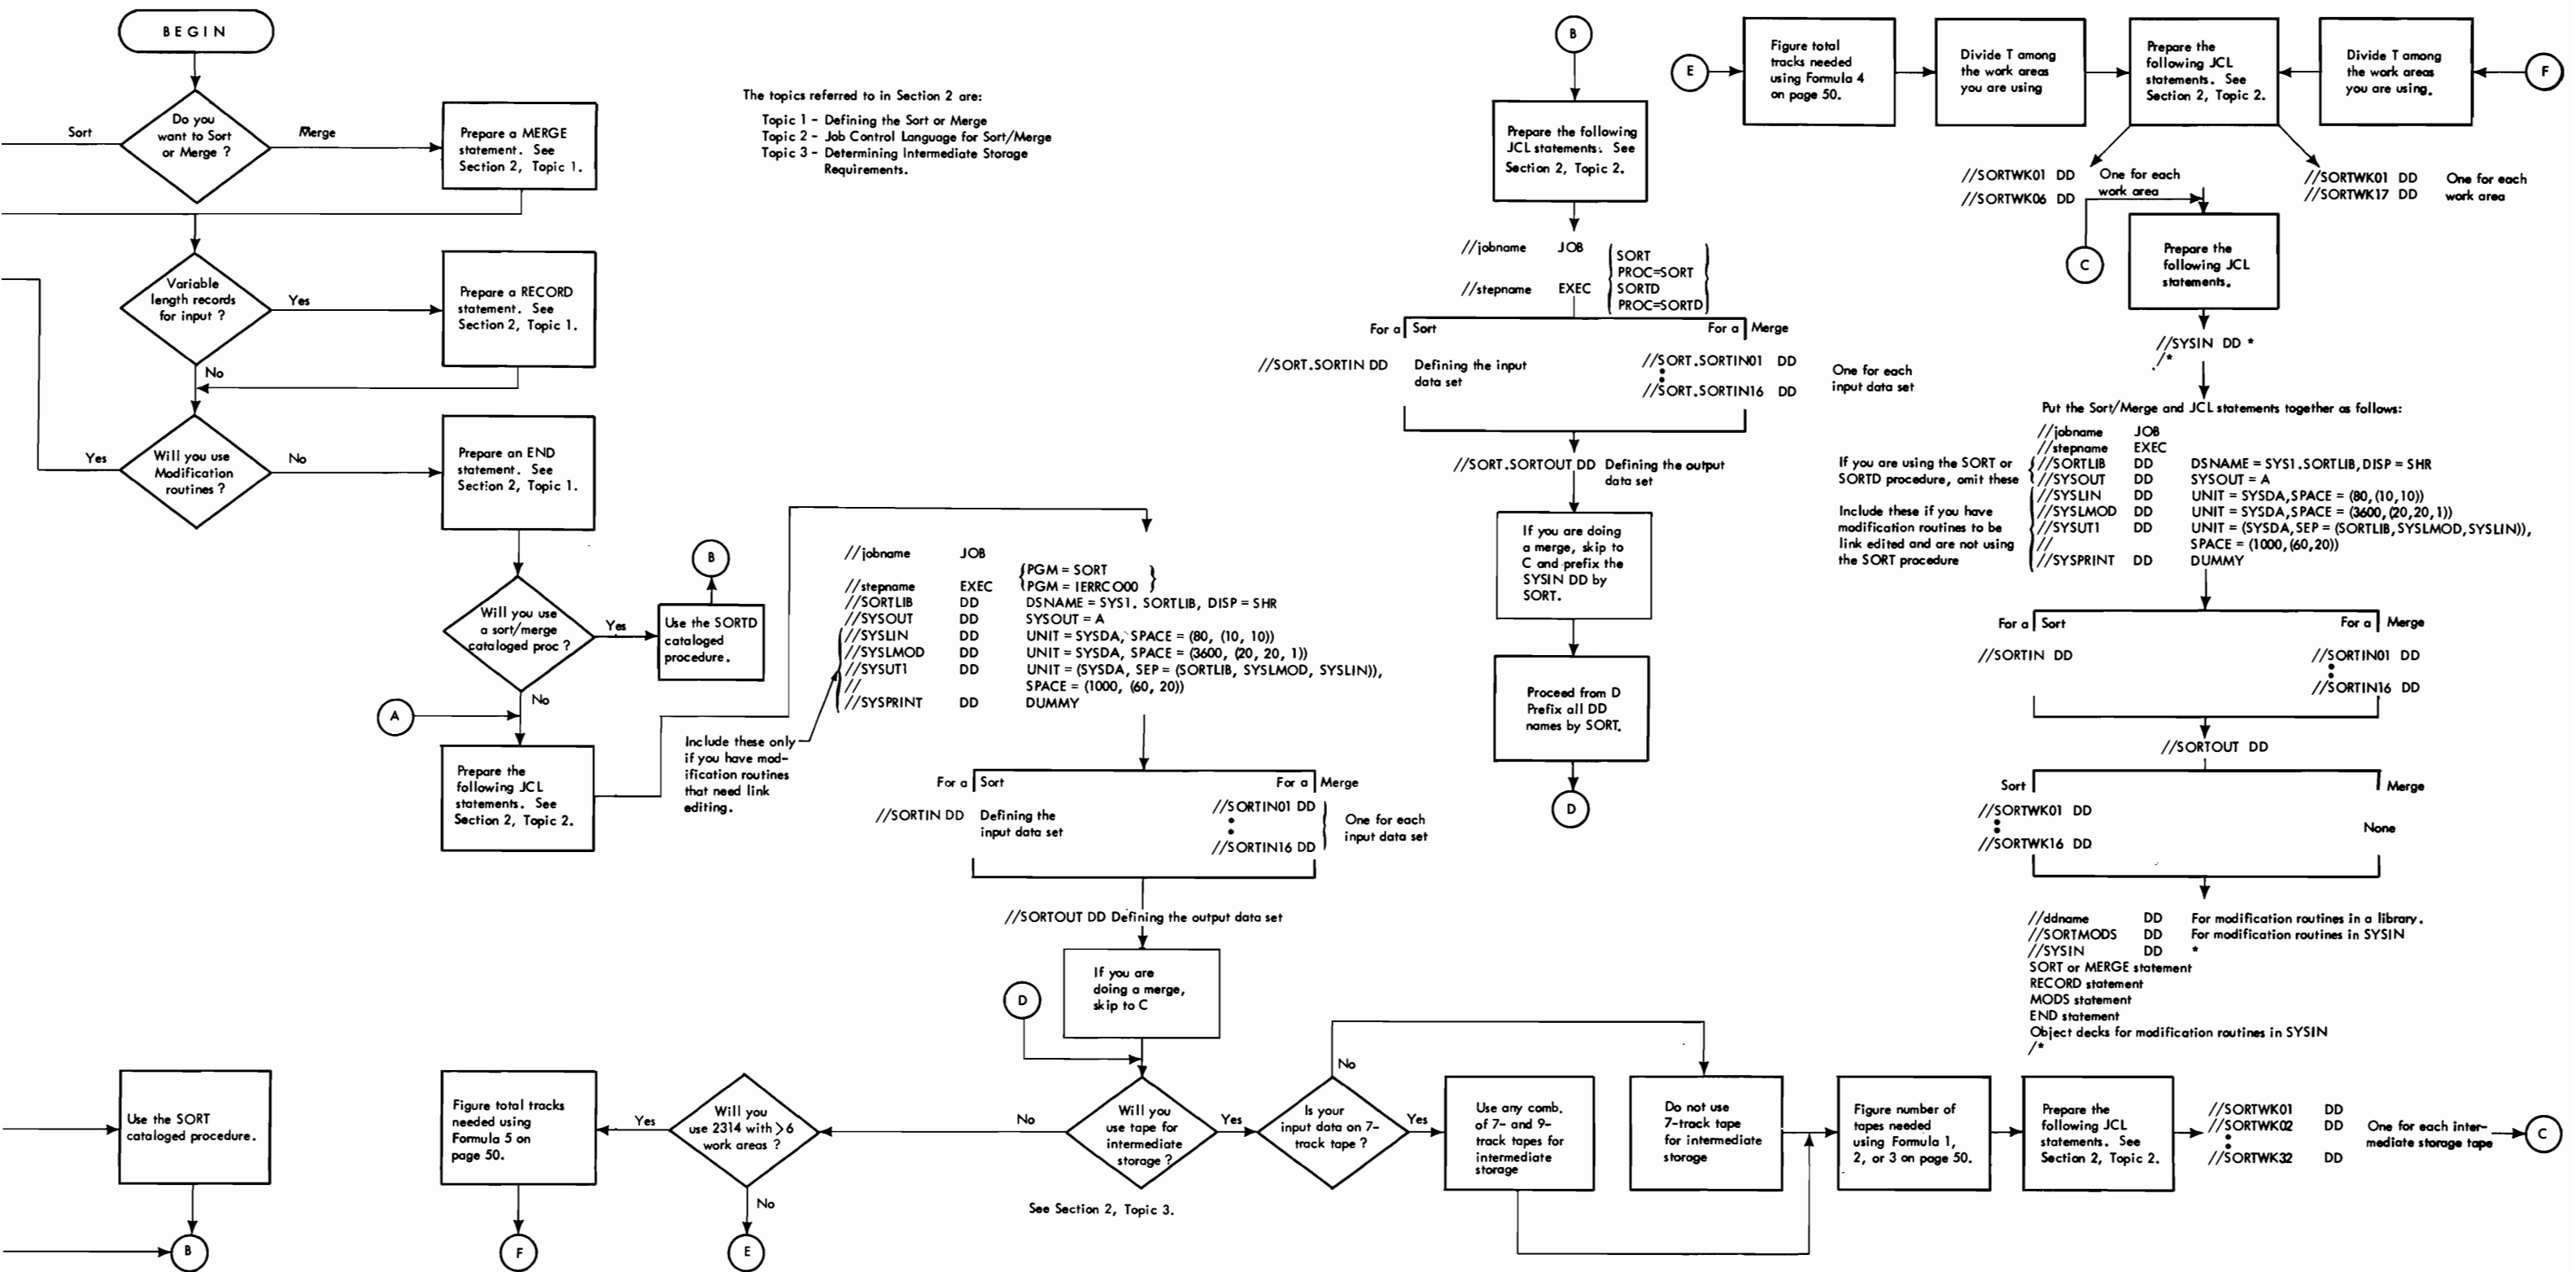 BEGIN
Do you
want to Sort
or Merge ?
Sort
Merge
Prepare a MERGE
statement. See
Section 2, Topic 1.
Variable
length records
for input ?
Yes
No
Prepare a RECORD
statement. See
Section 2, Topic 1.
Will you use
Modification
routines ?
Yes
No
Prepare an END
statement. See
Section 2, Topic 1.
Will you use
a sort/merge
cataloged proc ?
Yes
Use the SORTD
cataloged
procedure.
B
No
A
Prepare the
following JCL
statements. See
Section 2, Topic 2.
Use the SORT
cataloged procedure.
B
The topics referred to in Section 2 are:
Topic 1 - Defining the Sort or Merge
Topic 2 - Job Control Language for Sort/Merge
Topic 3 - Determining Intermediate Storage
Requirements.
//jobname JOB
{PGM = SORT
//stepname EXEC {PGM = IERRCO00 }
//SORTLIB DD DSNAME = SYS1. SORTLIB, DISP = SHR
//SYSOUT DD SYSOUT = A
//SYSLIN DD UNIT = SYSDA, SPACE = (80, (10, 10))
//SYSLMOD DD UNIT = SYSDA, SPACE = (3600, (20, 20, 1))
//SYSUT1 DD UNIT = (SYSDA, SEP = (SORTLIB, SYSLMOD, SYSLIN)),
// SPACE = (1000, (60, 20))
//SYSPRINT DD DUMMY
Include these only
if you have mod-
ification routines
that need link
editing.
For a Sort
For a Merge
//SORTIN DD Defining the
input data set
//SORTIN01 DD
//SORTIN16 DD
One for each
input data set
//SORTOUT DD Defining the output data set
If you are
doing a merge,
skip to C
D
Will you
use tape for
intermediate
storage ?
No
Yes
See Section 2, Topic 3.
Will you
use 2314 with >6
work areas ?
Yes
No
E
Figure total tracks
needed using
Formula 5 on
page 50.
F
Is your
input data on 7-
track tape ?
No
Yes
Use any comb.
of 7- and 9-
track tapes for
intermediate
storage
Do not use
7-track tape
for intermediate
storage
Figure number of
tapes needed
using Formula 1,
2, or 3 on page 50.
Prepare the
following JCL
statements. See
Section 2, Topic 2.
//SORTWK01 DD
//SORTWK02 DD
//SORTWK32 DD
One for each inter-
mediate storage tape
C
B
Prepare the following
JCL statements. See
Section 2, Topic 2.
//jobname JOB
//stepname EXEC
SORT
PROC=SORT
SORTD
PROC=SORTD
For a Sort
For a Merge
//SORT.SORTIN DD Defining the input
data set
//SORT.SORTIN01 DD
//SORT.SORTIN16 DD
One for each
input data set
//SORT.SORTOUT DD Defining the output
data set
If you are doing
a merge, skip to
C and prefix the
SYSIN DD by
SORT.
Proceed from D
Prefix all DD
names by SORT.
D
E
Figure total
tracks needed
using Formula 4
on page 50.
Divide T among
the work areas
you are using
Prepare the
following JCL
statements. See
Section 2, Topic 2.
Divide T among
the work areas
you are using.
F
//SORTWK01 DD
//SORTWK06 DD
One for each
work area
//SORTWK01 DD
//SORTWK17 DD
One for each
work area
C
Prepare the
following JCL
statements.
//SYSIN DD *
/*
Put the Sort/Merge and JCL statements together as follows:
//jobname JOB
//stepname EXEC
If you are using the SORT or
SORTD procedure, omit these
//SORTLIB DD DSNAME = SYS1.SORTLIB,DISP = SHR
//SYSOUT DD SYSOUT = A
Include these if you have
modification routines to be
link edited and are not using
the SORT procedure
//SYSLIN DD UNIT = SYSDA,SPACE = (80,(10,10))
//SYSLMOD DD UNIT = SYSDA,SPACE = (3600,(20,20,1))
//SYSUT1 DD UNIT = (SYSDA,SEP = (SORTLIB,SYSLMOD,SYSLIN)),
// SPACE = (1000,(60,20))
//SYSPRINT DD DUMMY
For a Sort
For a Merge
//SORTIN DD
//SORTIN01 DD
//SORTIN16 DD
//SORTOUT DD
Sort
Merge
//SORTWK01 DD
//SORTWK16 DD
None
//ddname DD For modification routines in a library.
//SORTMODS DD For modification routines in SYSIN
//SYSIN DD *
SORT or MERGE statement
RECORD statement
MODS statement
END statement
Object decks for modification routines in SYSIN
/*